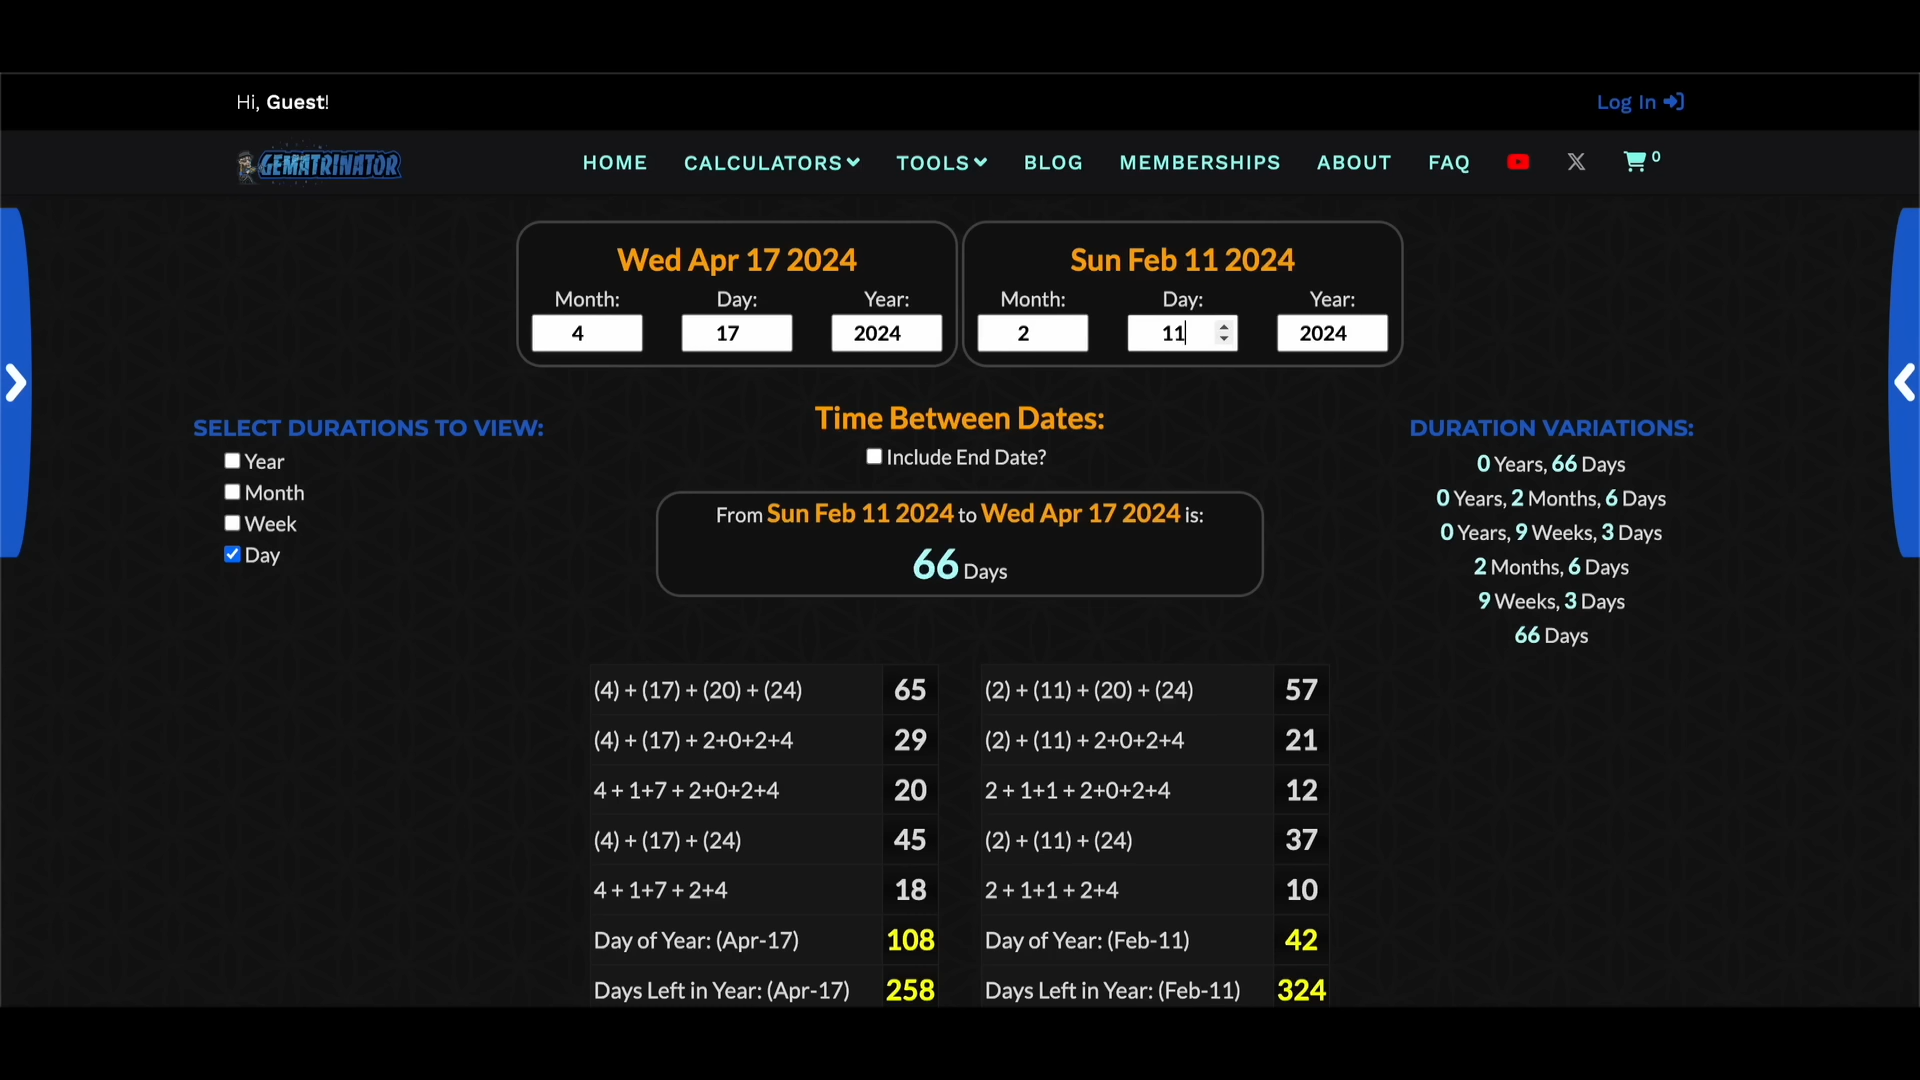 Hi, Guest!
Log In
GEMATRINATOR
HOME
CALCULATORS
TOOLS
BLOG
MEMBERSHIPS
ABOUT
FAQ
X
0
Wed Apr 17 2024
Month:
Day:
Year:
4
17
2024
Sun Feb 11 2024
Month:
Day:
Year:
2
11
2024
SELECT DURATIONS TO VIEW:
Year
Month
Week
Day
Time Between Dates:
Include End Date?
From Sun Feb 11 2024 to Wed Apr 17 2024 is:
66 Days
DURATION VARIATIONS:
0 Years, 66 Days
0 Years, 2 Months, 6 Days
0 Years, 9 Weeks, 3 Days
2 Months, 6 Days
9 Weeks, 3 Days
66 Days
(4) + (17) + (20) + (24) 65
(4) + (17) + 2+0+2+4 29
4 + 1+7 + 2+0+2+4 20
(4) + (17) + (24) 45
4 + 1+7 + 2+4 18
Day of Year: (Apr-17) 108
Days Left in Year: (Apr-17) 258
(2) + (11) + (20) + (24) 57
(2) + (11) + 2+0+2+4 21
2 + 1+1 + 2+0+2+4 12
(2) + (11) + (24) 37
2 + 1+1 + 2+4 10
Day of Year: (Feb-11) 42
Days Left in Year: (Feb-11) 324